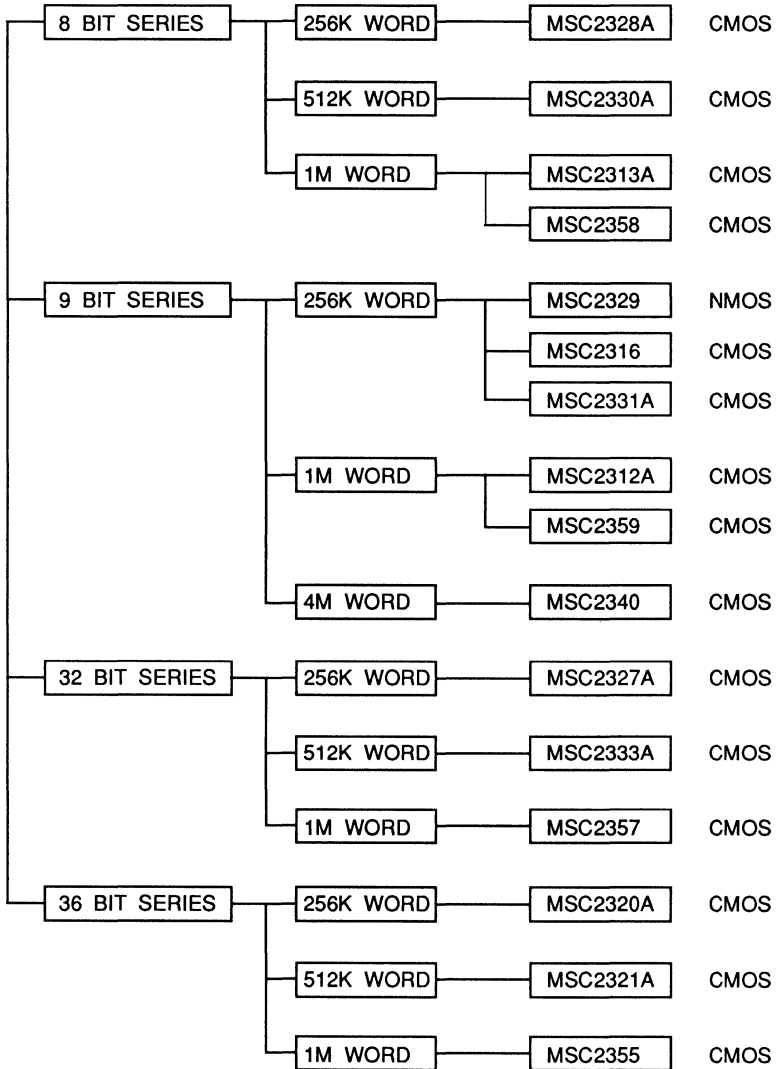 8 BIT SERIES 256K WORD MSC2328A CMOS
512K WORD MSC2330A CMOS
1M WORD MSC2313A CMOS
MSC2358 CMOS
9 BIT SERIES 256K WORD MSC2329 NMOS
MSC2316 CMOS
MSC2331A CMOS
1M WORD MSC2312A CMOS
MSC2359 CMOS
4M WORD MSC2340 CMOS
32 BIT SERIES 256K WORD MSC2327A CMOS
512K WORD MSC2333A CMOS
1M WORD MSC2357 CMOS
36 BIT SERIES 256K WORD MSC2320A CMOS
512K WORD MSC2321A CMOS
1M WORD MSC2355 CMOS